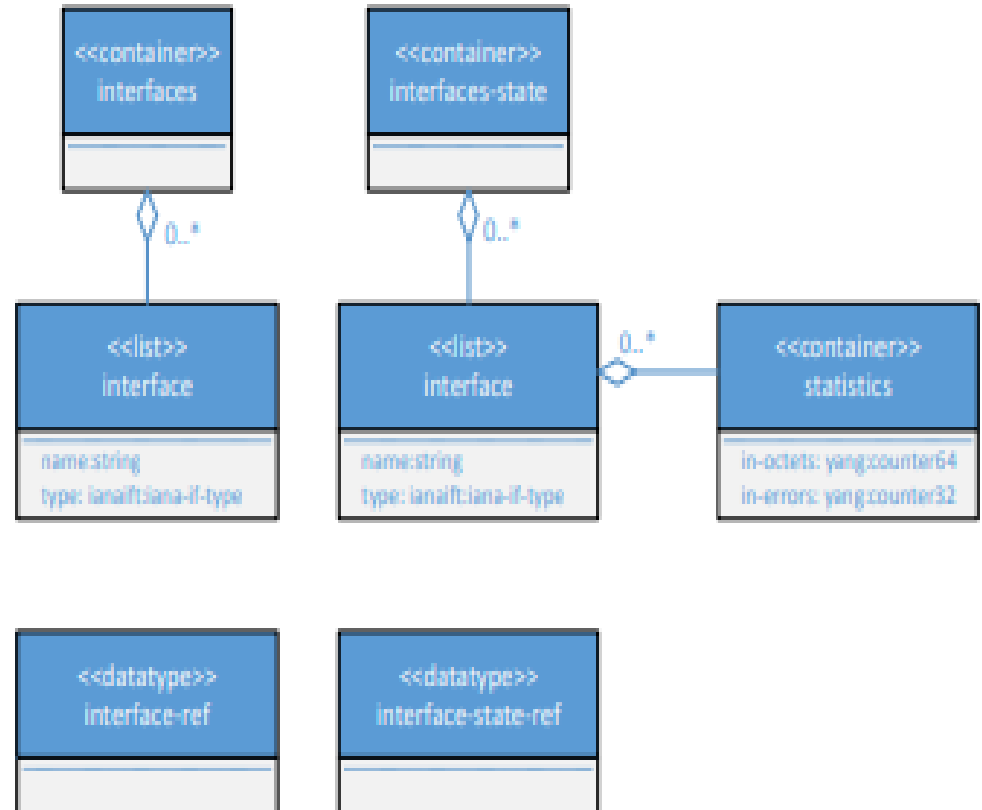 <<container>>
interfaces
<<container>>
interfaces-state
0..*
0..*
<<list>>
interface
name:string
type: ianaift:iana-if-type
<<list>>
interface
name:string
type: ianaift:iana-if-type
0..*
<<container>>
statistics
in-octets: yang:counter64
in-errors: yang:counter32
<<datatype>>
interface-ref
<<datatype>>
interface-state-ref